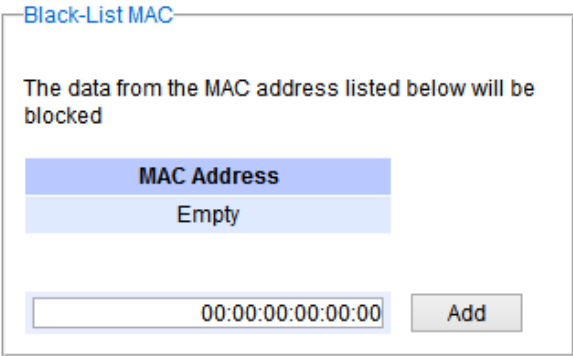 Black-List MAC
The data from the MAC address listed below will be
blocked
MAC Address
Empty
00:00:00:00:00:00 Add